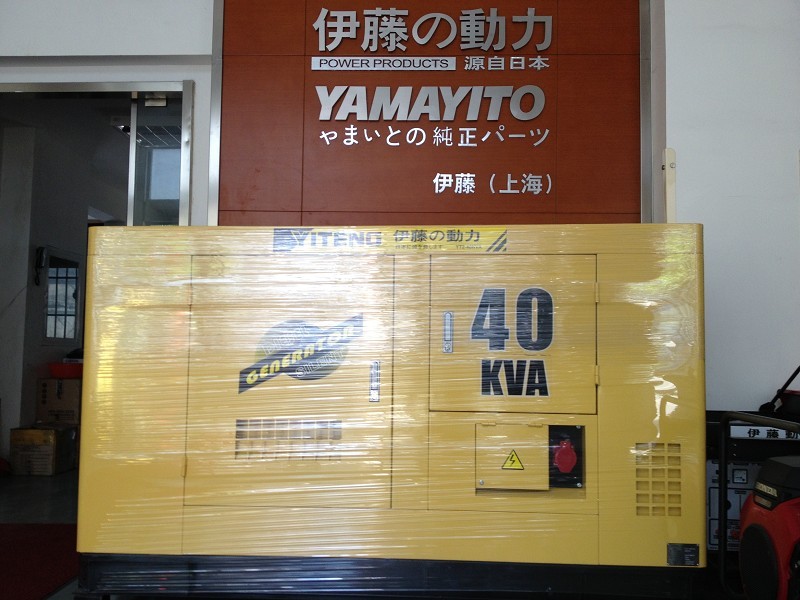 伊藤の動力
POWER PRODUCTS 源自日本
YAMAYITO
やまいとの純正パーツ
伊藤（上海）
YITENG 伊藤の動力
40
KVA
GENERATOR
伊藤動